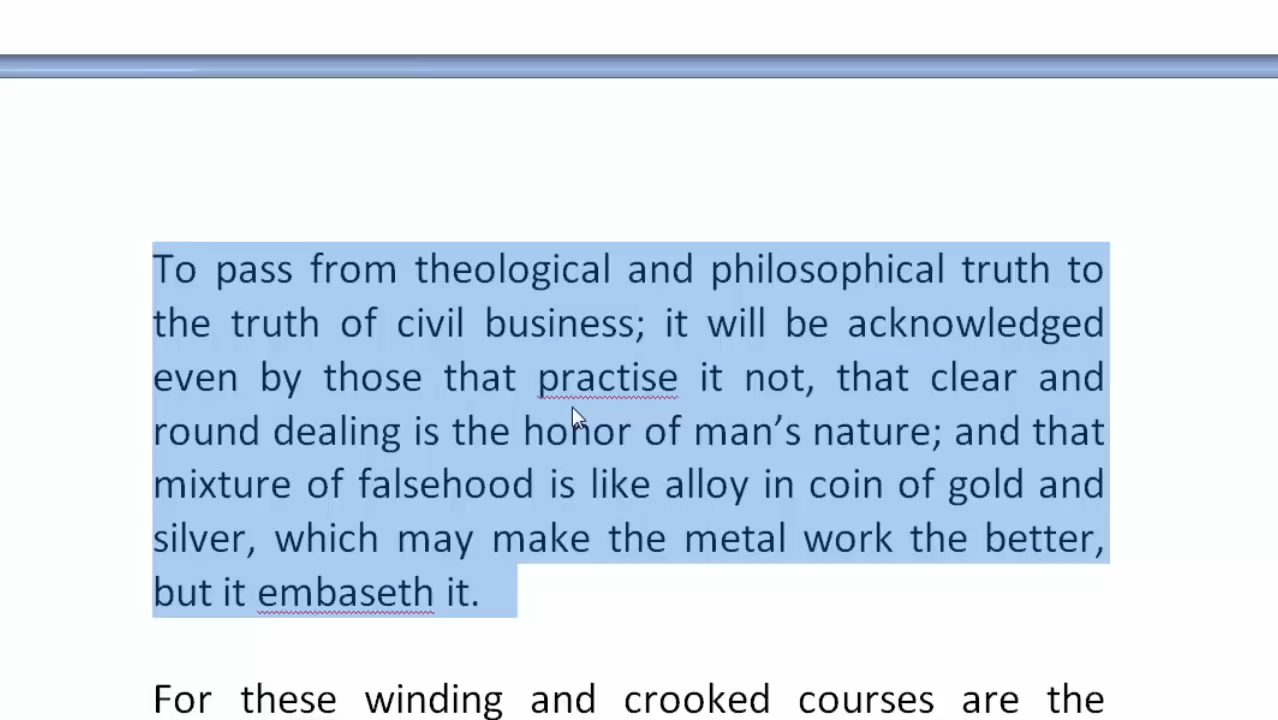 To pass from theological and philosophical truth to
the truth of civil business; it will be acknowledged
even by those that practise it not, that clear and
round dealing is the honor of man’s nature; and that
mixture of falsehood is like alloy in coin of gold and
silver, which may make the metal work the better,
but it embaseth it.
For these winding and crooked courses are the